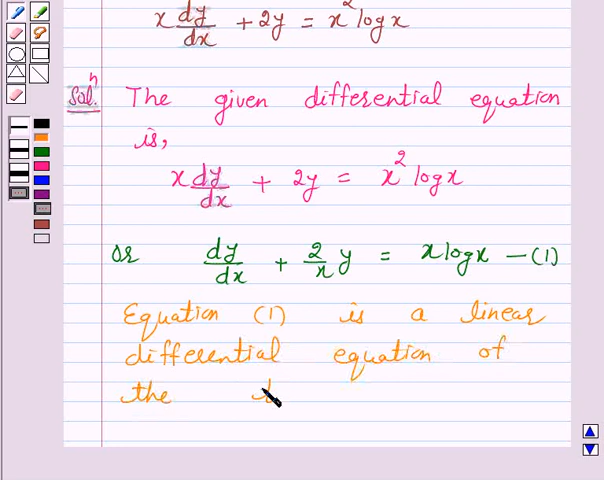 x dy/dx + 2y = x² log x
Solⁿ. The given differential equation
is,
x dy/dx + 2y = x² log x
or dy/dx + 2/x y = x log x — (1)
Equation (1) is a linear
differential equation of
the